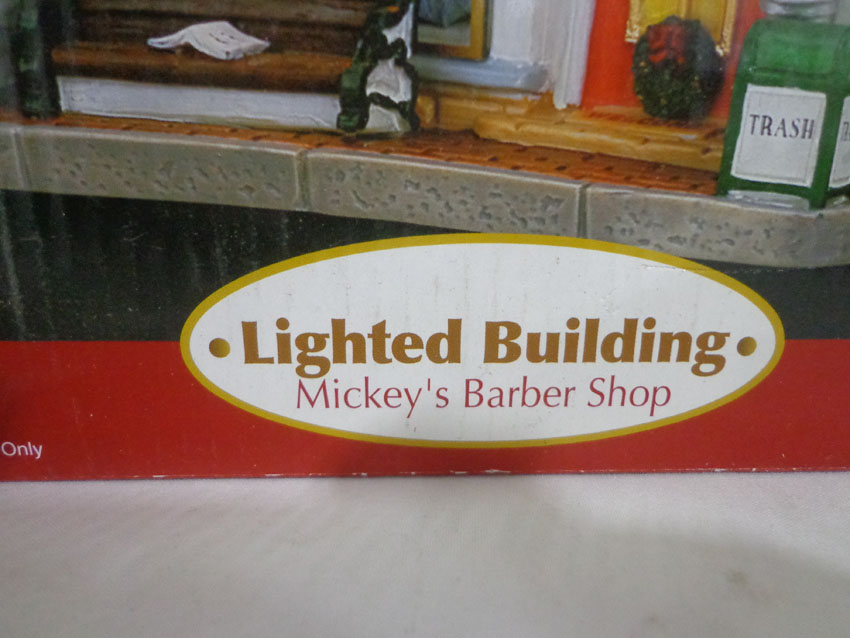 TRASH
• Lighted Building •
Mickey's Barber Shop
Only